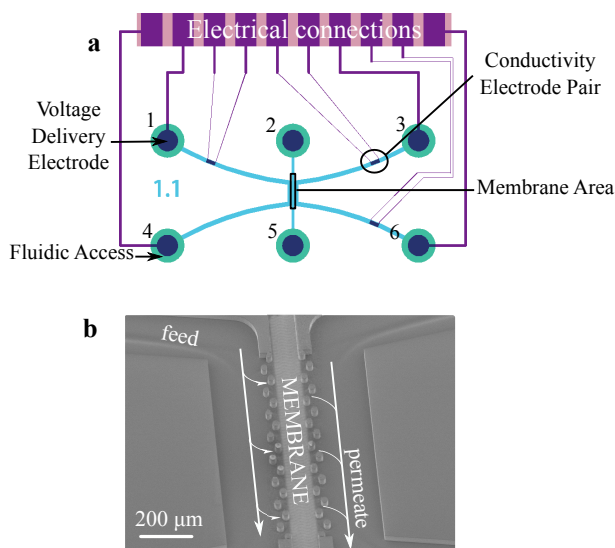 Electrical connections
a
Conductivity
Electrode Pair
Voltage
Delivery
Electrode
1
2
3
1.1
Membrane Area
4
5
6
Fluidic Access
b
feed
MEMBRANE
permeate
200 μm